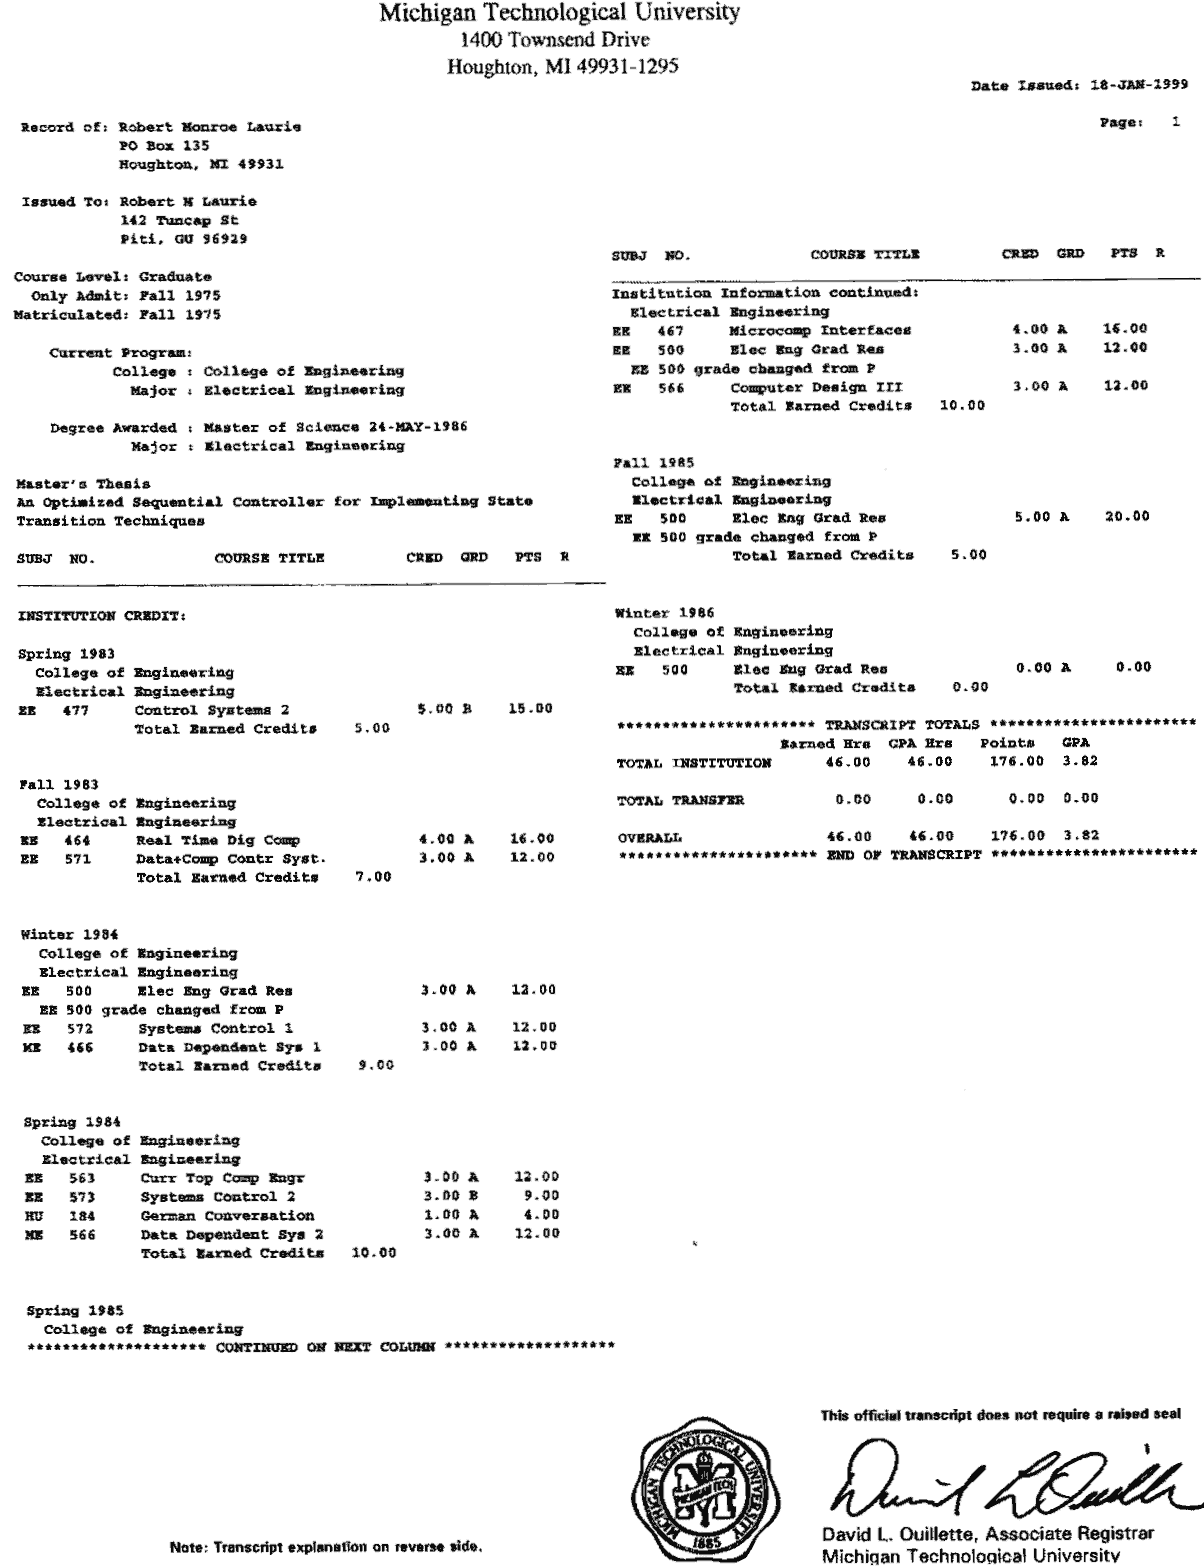 Michigan Technological University
1400 Townsend Drive
Houghton, MI 49931-1295
Date Issued: 18-JAN-1999
Page: 1
Record of: Robert Monroe Laurie
PO Box 135
Houghton, MI 49931
Issued To: Robert M Laurie
142 Tuncap St
Piti, GU 96929
Course Level: Graduate
Only Admit: Fall 1975
Matriculated: Fall 1975
Current Program:
College : College of Engineering
Major : Electrical Engineering
Degree Awarded : Master of Science 24-MAY-1986
Major : Electrical Engineering
Master's Thesis
An Optimized Sequential Controller for Implementing State
Transition Techniques
SUBJ NO. COURSE TITLE CRED GRD PTS R
INSTITUTION CREDIT:
Spring 1983
College of Engineering
Electrical Engineering
EE 477 Control Systems 2 5.00 B 15.00
Total Earned Credits 5.00
Fall 1983
College of Engineering
Electrical Engineering
EE 464 Real Time Dig Comp 4.00 A 16.00
EE 571 Data+Comp Contr Syst. 3.00 A 12.00
Total Earned Credits 7.00
Winter 1984
College of Engineering
Electrical Engineering
EE 500 Elec Eng Grad Res 3.00 A 12.00
EE 500 grade changed from P
EE 572 Systems Control 1 3.00 A 12.00
ME 466 Data Dependent Sys 1 3.00 A 12.00
Total Earned Credits 9.00
Spring 1984
College of Engineering
Electrical Engineering
EE 563 Curr Top Comp Engr 3.00 A 12.00
EE 573 Systems Control 2 3.00 B 9.00
HU 184 German Conversation 1.00 A 4.00
ME 566 Data Dependent Sys 2 3.00 A 12.00
Total Earned Credits 10.00
Spring 1985
College of Engineering
******************** CONTINUED ON NEXT COLUMN *******************
SUBJ NO. COURSE TITLE CRED GRD PTS R
Institution Information continued:
Electrical Engineering
EE 467 Microcomp Interfaces 4.00 A 16.00
EE 500 Elec Eng Grad Res 3.00 A 12.00
EE 500 grade changed from P
EE 566 Computer Design III 3.00 A 12.00
Total Earned Credits 10.00
Fall 1985
College of Engineering
Electrical Engineering
EE 500 Elec Eng Grad Res 5.00 A 20.00
EE 500 grade changed from P
Total Earned Credits 5.00
Winter 1986
College of Engineering
Electrical Engineering
EE 500 Elec Eng Grad Res 0.00 A 0.00
Total Earned Credits 0.00
********************** TRANSCRIPT TOTALS ***********************
Earned Hrs GPA Hrs Points GPA
TOTAL INSTITUTION 46.00 46.00 176.00 3.82
TOTAL TRANSFER 0.00 0.00 0.00 0.00
OVERALL 46.00 46.00 176.00 3.82
********************** END OF TRANSCRIPT ***********************
This official transcript does not require a raised seal
MICHIGAN TECHNOLOGICAL UNIVERSITY
MICHIGAN TECH
1885
David L Ouille
David L. Ouillette, Associate Registrar
Michigan Technological University
Note: Transcript explanation on reverse side.